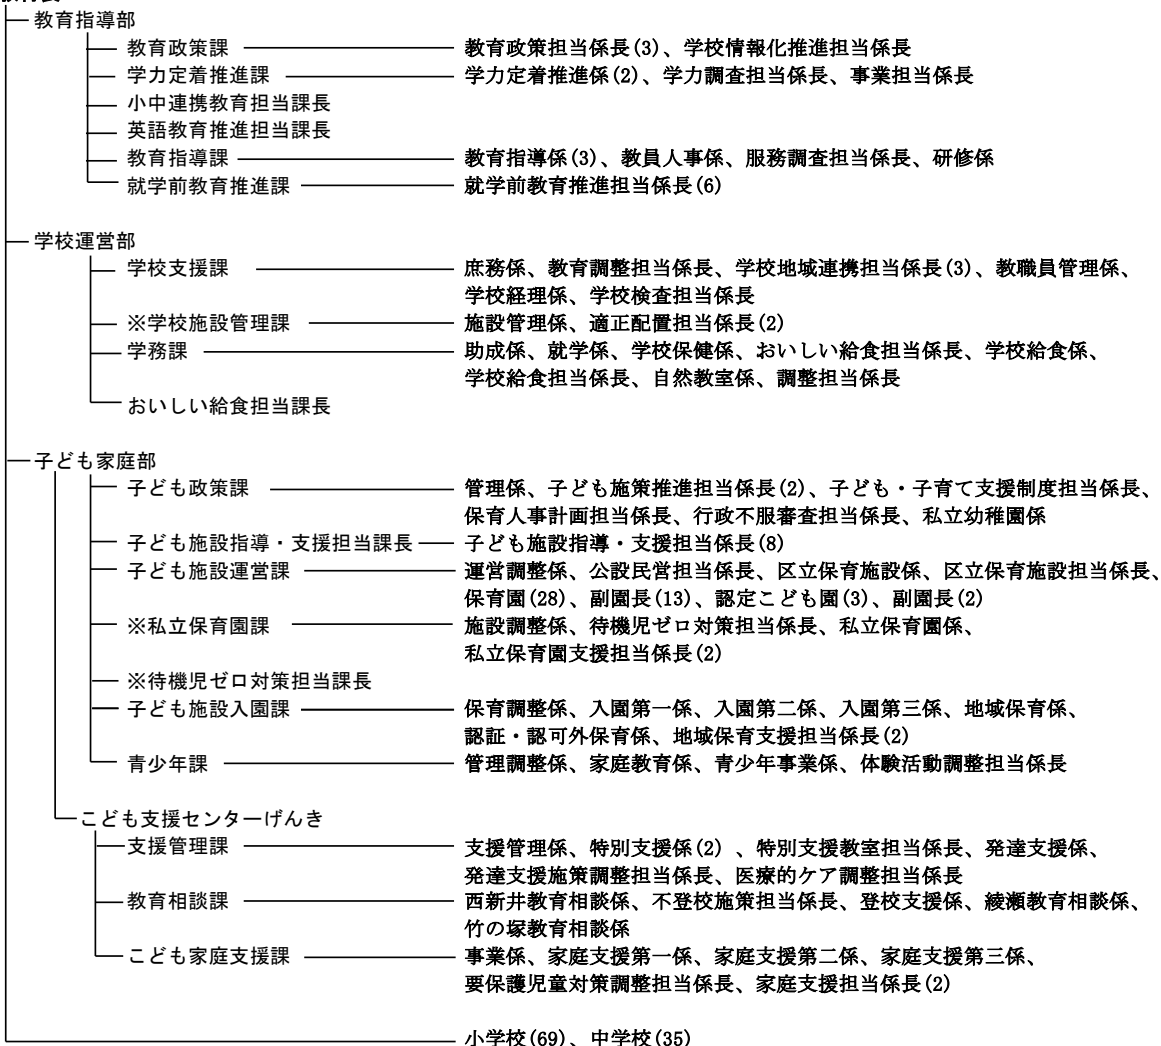 教育指導部
教育政策課 教育政策担当係長(3)、学校情報化推進担当係長
学力定着推進課 学力定着推進係(2)、学力調査担当係長、事業担当係長
小中連携教育担当課長
英語教育推進担当課長
教育指導課 教育指導係(3)、教員人事係、服務調査担当係長、研修係
就学前教育推進課 就学前教育推進担当係長(6)
学校運営部
学校支援課 庶務係、教育調整担当係長、学校地域連携担当係長(3)、教職員管理係、
学校経理係、学校検査担当係長
※学校施設管理課 施設管理係、適正配置担当係長(2)
学務課 助成係、就学係、学校保健係、おいしい給食担当係長、学校給食係、
学校給食担当係長、自然教室係、調整担当係長
おいしい給食担当課長
子ども家庭部
子ども政策課 管理係、子ども施策推進担当係長(2)、子ども・子育て支援制度担当係長、
保育人事計画担当係長、行政不服審査担当係長、私立幼稚園係
子ども施設指導・支援担当課長 子ども施設指導・支援担当係長(8)
子ども施設運営課 運営調整係、公設民営担当係長、区立保育施設係、区立保育施設担当係長、
保育園(28)、副園長(13)、認定こども園(3)、副園長(2)
※私立保育園課 施設調整係、待機児ゼロ対策担当係長、私立保育園係、
私立保育園支援担当係長(2)
※待機児ゼロ対策担当課長
子ども施設入園課 保育調整係、入園第一係、入園第二係、入園第三係、地域保育係、
認証・認可外保育係、地域保育支援担当係長(2)
青少年課 管理調整係、家庭教育係、青少年事業係、体験活動調整担当係長
こども支援センターげんき
支援管理課 支援管理係、特別支援係(2) 、特別支援教室担当係長、発達支援係、
発達支援施策調整担当係長、医療的ケア調整担当係長
教育相談課 西新井教育相談係、不登校施策担当係長、登校支援係、綾瀬教育相談係、
竹の塚教育相談係
こども家庭支援課 事業係、家庭支援第一係、家庭支援第二係、家庭支援第三係、
要保護児童対策調整担当係長、家庭支援担当係長(2)
小学校(69)、中学校(35)